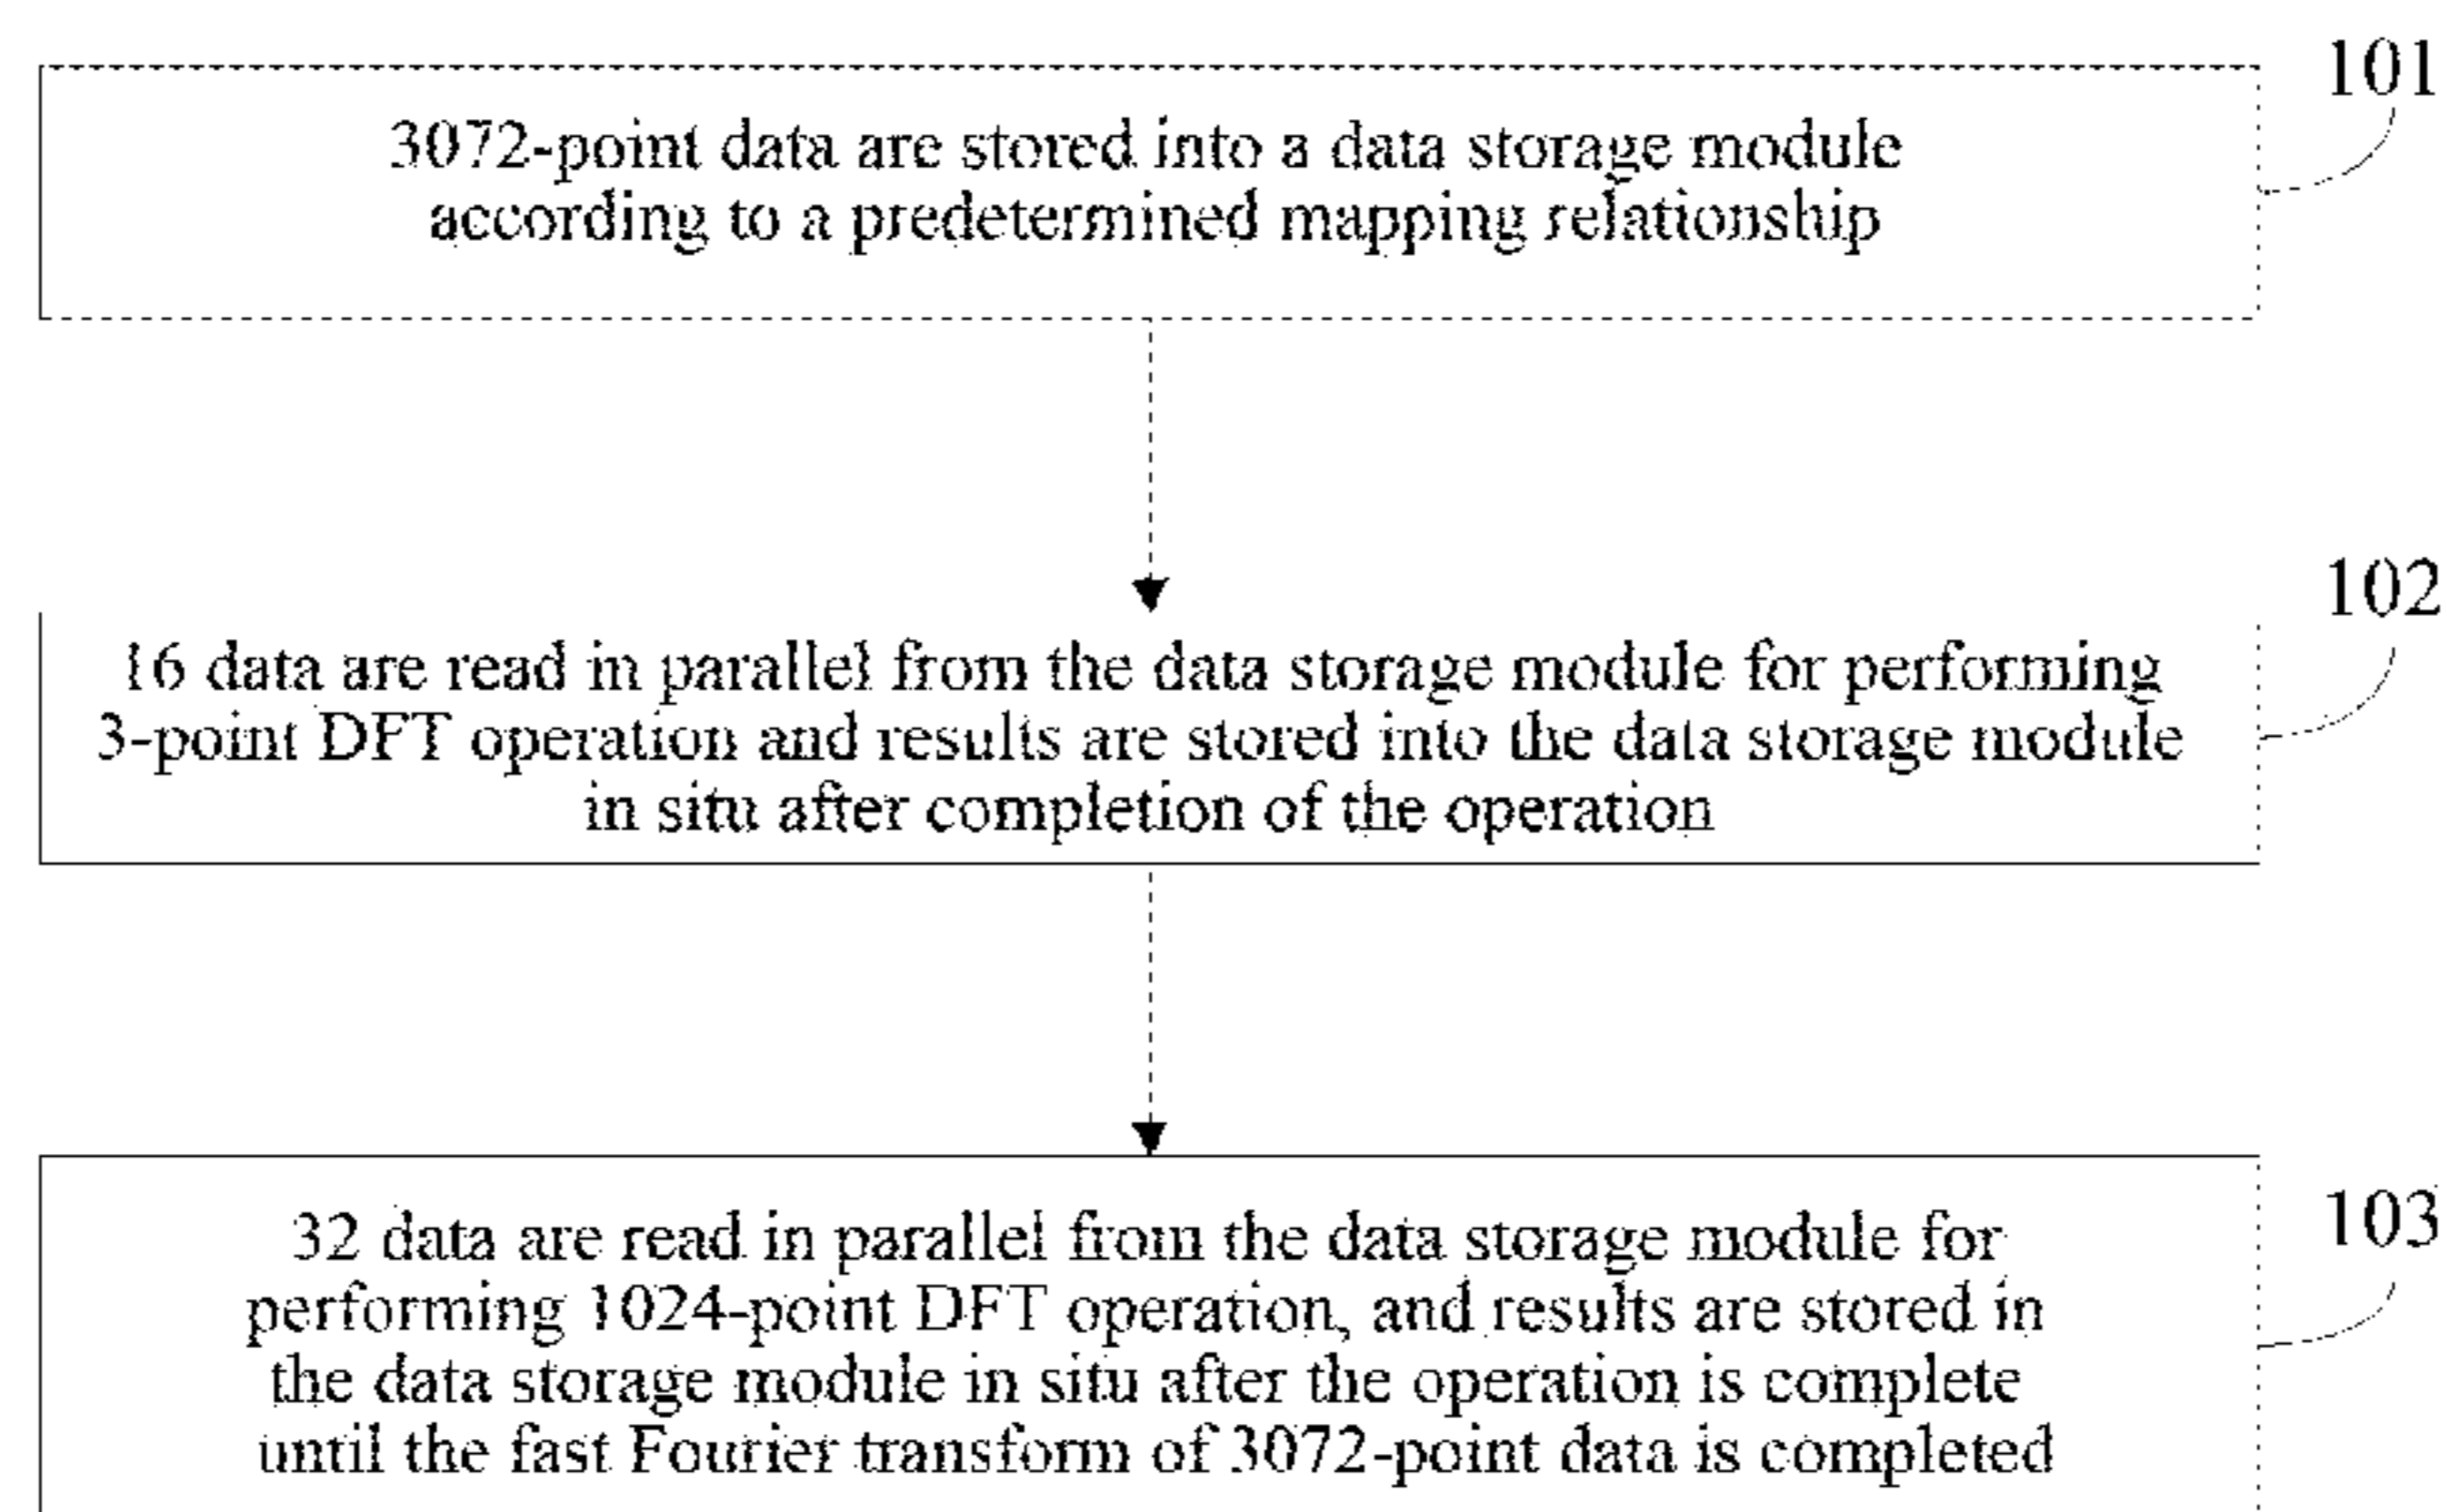 101
3072-point data are stored into a data storage module
according to a predetermined mapping relationship
102
16 data are read in parallel from the data storage module for performing
3-point DFT operation and results are stored into the data storage module
in situ after completion of the operation
103
32 data are read in parallel from the data storage module for
performing 1024-point DFT operation, and results are stored in
the data storage module in situ after the operation is complete
until the fast Fourier transform of 3072-point data is completed